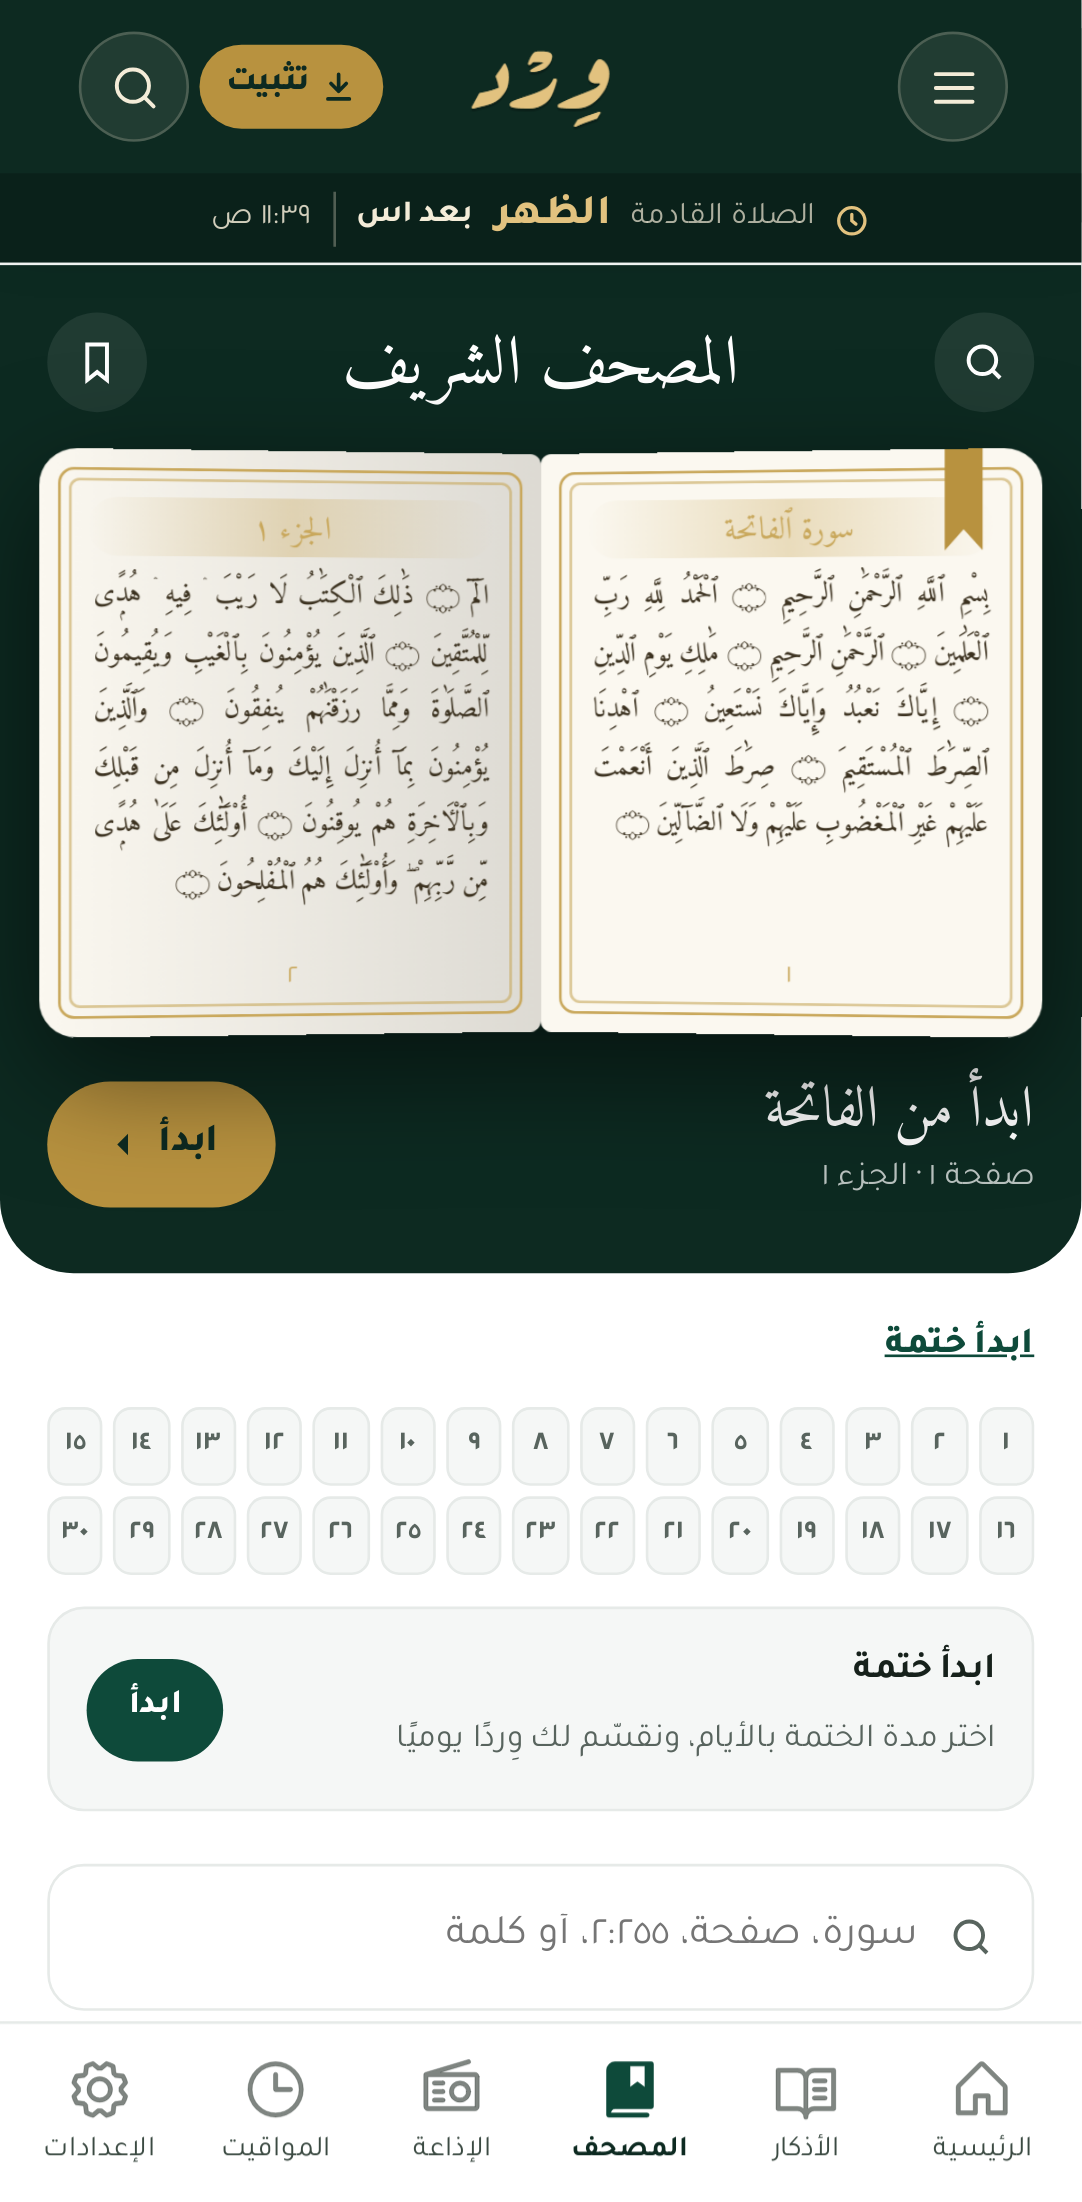 وِرْد
تثبيت
الصلاة القادمة الظهر بعد ١س ١١:٣٩ ص
المصحف الشريف
سورة ٱلفاتحة
بِسْمِ ٱللَّهِ ٱلرَّحْمَٰنِ ٱلرَّحِيمِ ۝ ٱلْحَمْدُ لِلَّهِ رَبِّ
ٱلْعَٰلَمِينَ ۝ ٱلرَّحْمَٰنِ ٱلرَّحِيمِ ۝ مَٰلِكِ يَوْمِ ٱلدِّينِ
۝ إِيَّاكَ نَعْبُدُ وَإِيَّاكَ نَسْتَعِينُ ۝ ٱهْدِنَا
ٱلصِّرَٰطَ ٱلْمُسْتَقِيمَ ۝ صِرَٰطَ ٱلَّذِينَ أَنْعَمْتَ
عَلَيْهِمْ غَيْرِ ٱلْمَغْضُوبِ عَلَيْهِمْ وَلَا ٱلضَّآلِّينَ ۝
١
الجزء ١
الٓمٓ ۝ ذَٰلِكَ ٱلْكِتَٰبُ لَا رَيْبَ ۛ فِيهِ ۛ هُدًى
لِّلْمُتَّقِينَ ۝ ٱلَّذِينَ يُؤْمِنُونَ بِٱلْغَيْبِ وَيُقِيمُونَ
ٱلصَّلَوٰةَ وَمِمَّا رَزَقْنَٰهُمْ يُنفِقُونَ ۝ وَٱلَّذِينَ
يُؤْمِنُونَ بِمَآ أُنزِلَ إِلَيْكَ وَمَآ أُنزِلَ مِن قَبْلِكَ
وَبِٱلْءَاخِرَةِ هُمْ يُوقِنُونَ ۝ أُو۟لَٰٓئِكَ عَلَىٰ هُدًى
مِّن رَّبِّهِمْ ۖ وَأُو۟لَٰٓئِكَ هُمُ ٱلْمُفْلِحُونَ ۝
٢
ابدأ من الفاتحة
صفحة ١ · الجزء ١
ابدأ
ابدأ ختمة
١ ٢ ٣ ٤ ٥ ٦ ٧ ٨ ٩ ١٠ ١١ ١٢ ١٣ ١٤ ١٥
١٦ ١٧ ١٨ ١٩ ٢٠ ٢١ ٢٢ ٢٣ ٢٤ ٢٥ ٢٦ ٢٧ ٢٨ ٢٩ ٣٠
ابدأ ختمة
اختر مدة الختمة بالأيام، ونقسّم لك وِردًا يوميًا
ابدأ
سورة، صفحة، ٢:٢٥٥، أو كلمة
الرئيسية الأذكار المصحف الإذاعة المواقيت الإعدادات